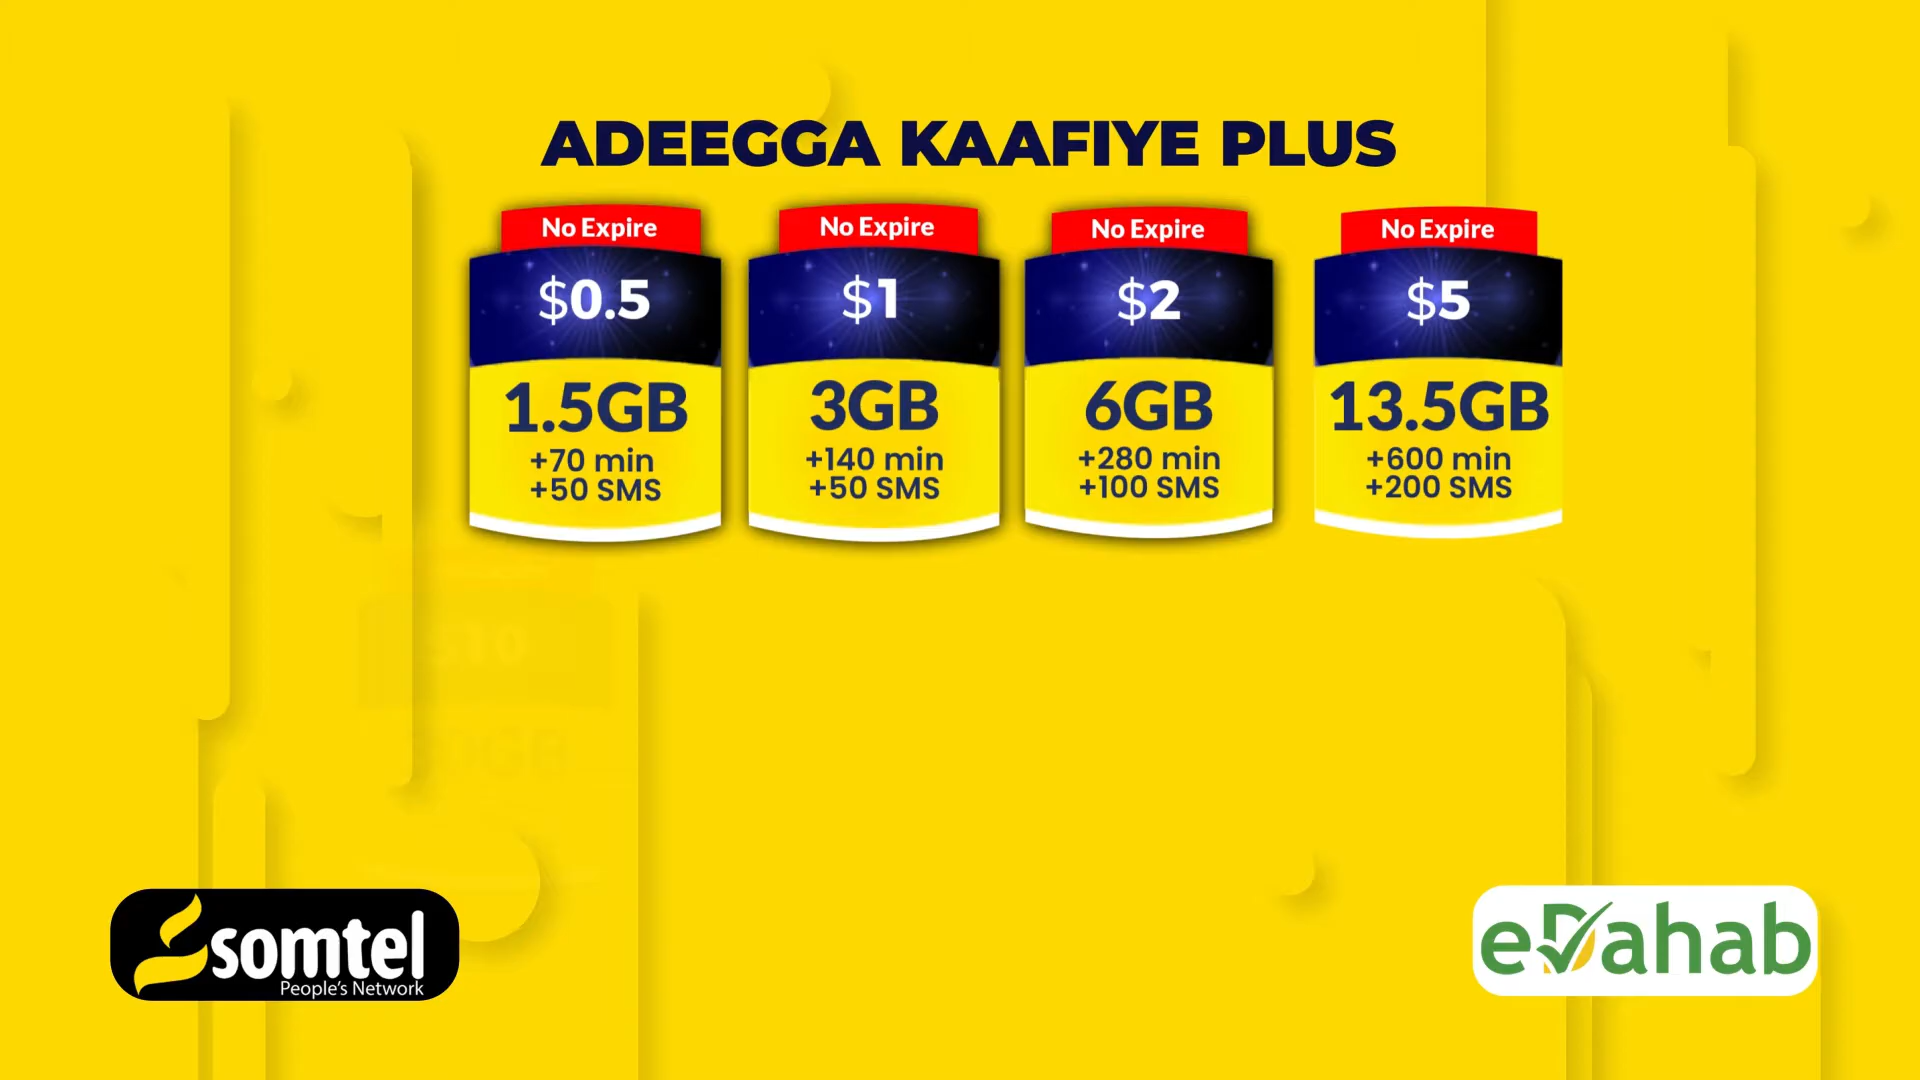 ADEEGGA KAAFIYE PLUS
No Expire
$0.5
1.5GB
+70 min
+50 SMS
No Expire
$1
3GB
+140 min
+50 SMS
No Expire
$2
6GB
+280 min
+100 SMS
No Expire
$5
13.5GB
+600 min
+200 SMS
somtel
People's Network
eDahab